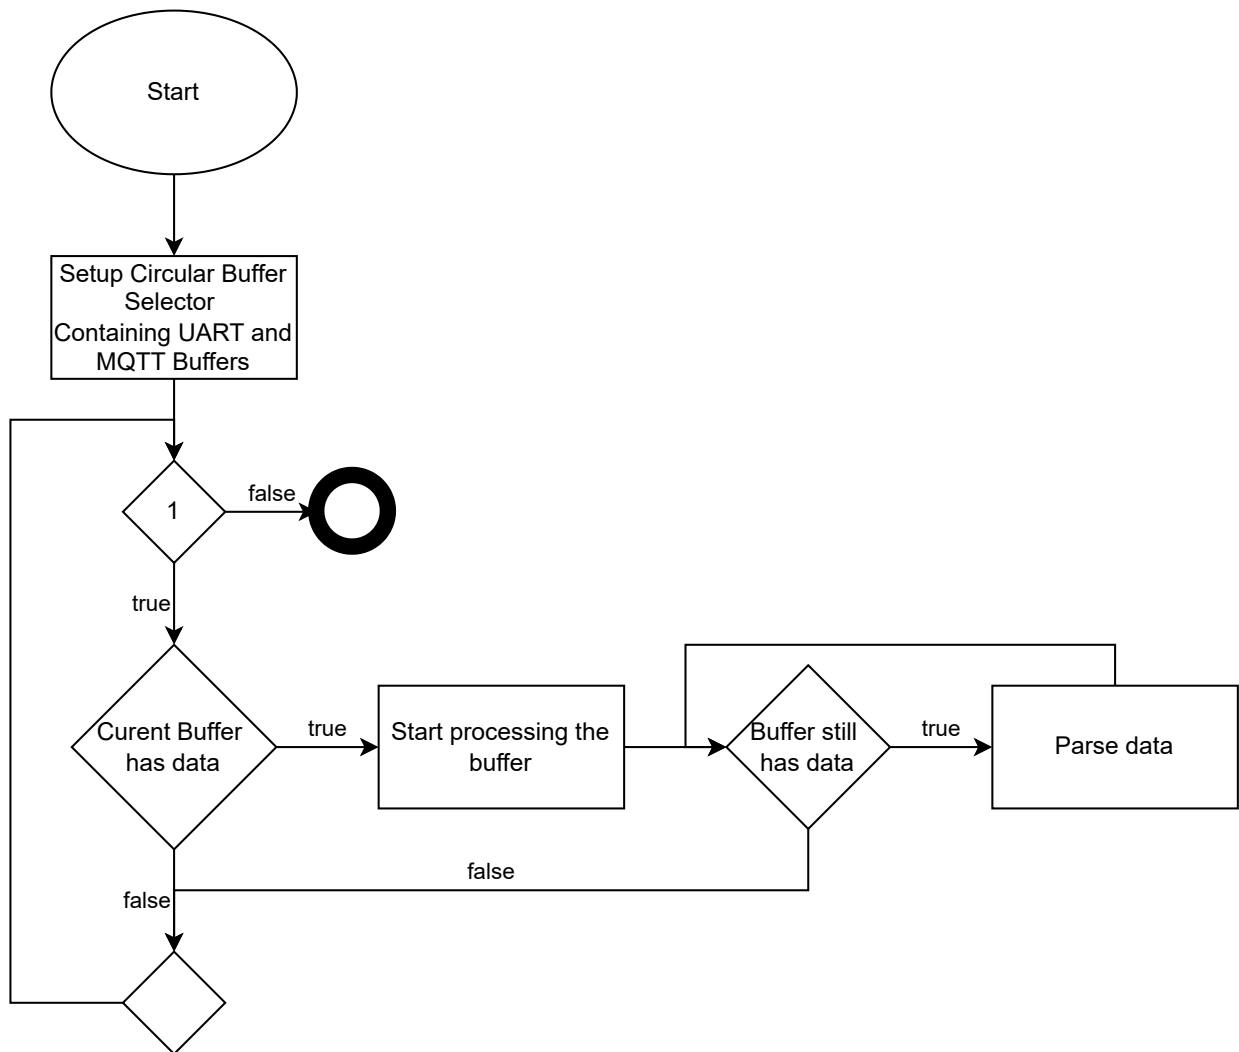 Start
Setup Circular Buffer
Selector
Containing UART and
MQTT Buffers
1
false
true
Curent Buffer
has data
true
Start processing the
buffer
Buffer still
has data
true
Parse data
false
false